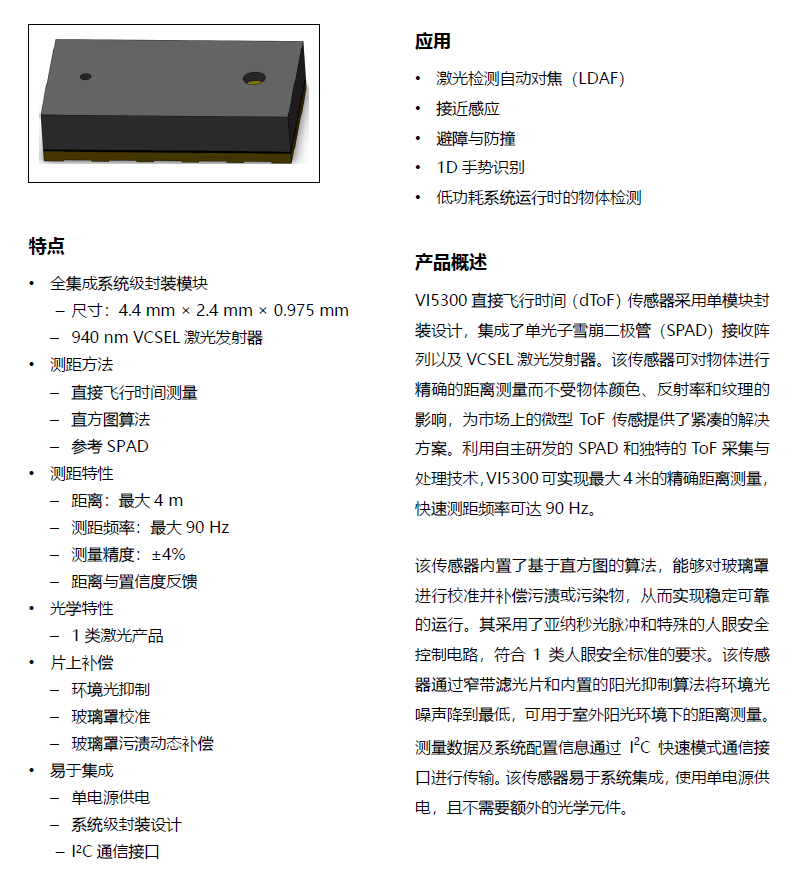 特点
• 全集成系统级封装模块
– 尺寸：4.4 mm × 2.4 mm × 0.975 mm
– 940 nm VCSEL 激光发射器
• 测距方法
– 直接飞行时间测量
– 直方图算法
– 参考 SPAD
• 测距特性
– 距离：最大 4 m
– 测距频率：最大 90 Hz
– 测量精度：±4%
– 距离与置信度反馈
• 光学特性
– 1 类激光产品
• 片上补偿
– 环境光抑制
– 玻璃罩校准
– 玻璃罩污渍动态补偿
• 易于集成
– 单电源供电
– 系统级封装设计
– I²C 通信接口
应用
• 激光检测自动对焦（LDAF）
• 接近感应
• 避障与防撞
• 1D 手势识别
• 低功耗系统运行时的物体检测
产品概述
VI5300 直接飞行时间（dToF）传感器采用单模块封
装设计，集成了单光子雪崩二极管（SPAD）接收阵
列以及 VCSEL 激光发射器。该传感器可对物体进行
精确的距离测量而不受物体颜色、反射率和纹理的
影响，为市场上的微型 ToF 传感提供了紧凑的解决
方案。利用自主研发的 SPAD 和独特的 ToF 采集与
处理技术，VI5300 可实现最大 4 米的精确距离测量，
快速测距频率可达 90 Hz。
该传感器内置了基于直方图的算法，能够对玻璃罩
进行校准并补偿污渍或污染物，从而实现稳定可靠
的运行。其采用了亚纳秒光脉冲和特殊的人眼安全
控制电路，符合 1 类人眼安全标准的要求。该传感
器通过窄带滤光片和内置的阳光抑制算法将环境光
噪声降到最低，可用于室外阳光环境下的距离测量。
测量数据及系统配置信息通过 I²C 快速模式通信接
口进行传输。该传感器易于系统集成，使用单电源供
电，且不需要额外的光学元件。